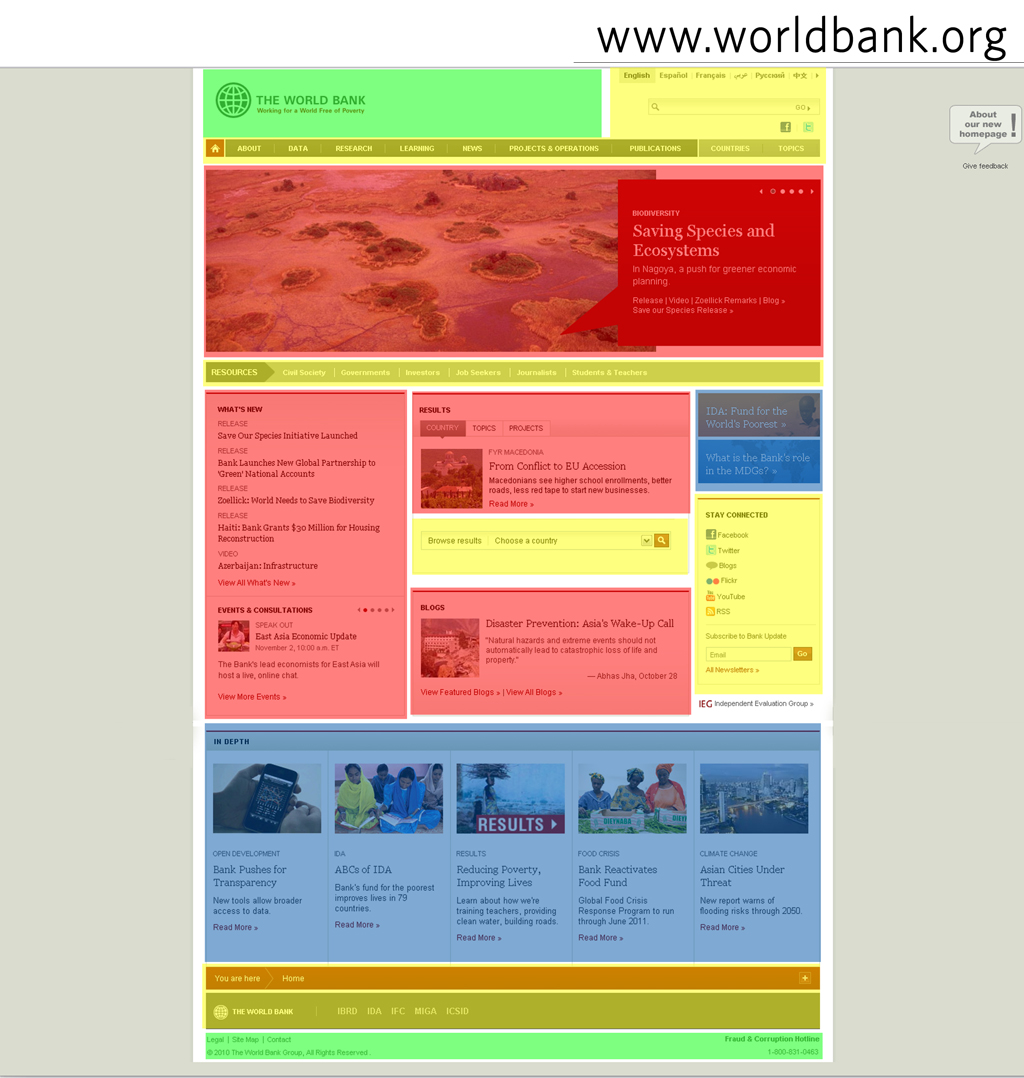 www.worldbank.org
English | Español | Français | عربي | Русский | 中文
THE WORLD BANK
Working for a World Free of Poverty
GO
About
our new
homepage !
Give feedback
ABOUT DATA RESEARCH LEARNING NEWS PROJECTS & OPERATIONS PUBLICATIONS COUNTRIES TOPICS
BIODIVERSITY
Saving Species and
Ecosystems
In Nagoya, a push for greener economic
planning.
Release | Video | Zoellick Remarks | Blog »
Save our Species Release »
RESOURCES Civil Society | Governments | Investors | Job Seekers | Journalists | Students & Teachers
WHAT'S NEW
RELEASE
Save Our Species Initiative Launched
RELEASE
Bank Launches New Global Partnership to
'Green' National Accounts
RELEASE
Zoellick: World Needs to Save Biodiversity
RELEASE
Haiti: Bank Grants $30 Million for Housing
Reconstruction
VIDEO
Azerbaijan: Infrastructure
View All What's New »
EVENTS & CONSULTATIONS
SPEAK OUT
East Asia Economic Update
November 2, 10:00 a.m. ET
The Bank's lead economists for East Asia will
host a live, online chat.
View More Events »
RESULTS
COUNTRY TOPICS PROJECTS
FYR MACEDONIA
From Conflict to EU Accession
Macedonians see higher school enrollments, better
roads, less red tape to start new businesses.
Read More »
Browse results Choose a country
BLOGS
Disaster Prevention: Asia's Wake-Up Call
"Natural hazards and extreme events should not
automatically lead to catastrophic loss of life and
property."
— Abhas Jha, October 28
View Featured Blogs » | View All Blogs »
IDA: Fund for the
World's Poorest »
What is the Bank's role
in the MDGs? »
STAY CONNECTED
Facebook
Twitter
Blogs
Flickr
YouTube
RSS
Subscribe to Bank Update
Email Go
All Newsletters »
IEG Independent Evaluation Group »
IN DEPTH
RESULTS
DIEYNABA
DIEYN
OPEN DEVELOPMENT
Bank Pushes for
Transparency
New tools allow broader
access to data.
Read More »
IDA
ABCs of IDA
Bank's fund for the poorest
improves lives in 79
countries.
Read More »
RESULTS
Reducing Poverty,
Improving Lives
Learn about how we're
training teachers, providing
clean water, building roads.
Read More »
FOOD CRISIS
Bank Reactivates
Food Fund
Global Food Crisis
Response Program to run
through June 2011.
Read More »
CLIMATE CHANGE
Asian Cities Under
Threat
New report warns of
flooding risks through 2050.
Read More »
You are here Home
THE WORLD BANK | IBRD IDA IFC MIGA ICSID
Legal | Site Map | Contact
Fraud & Corruption Hotline
© 2010 The World Bank Group, All Rights Reserved.
1-800-831-0463